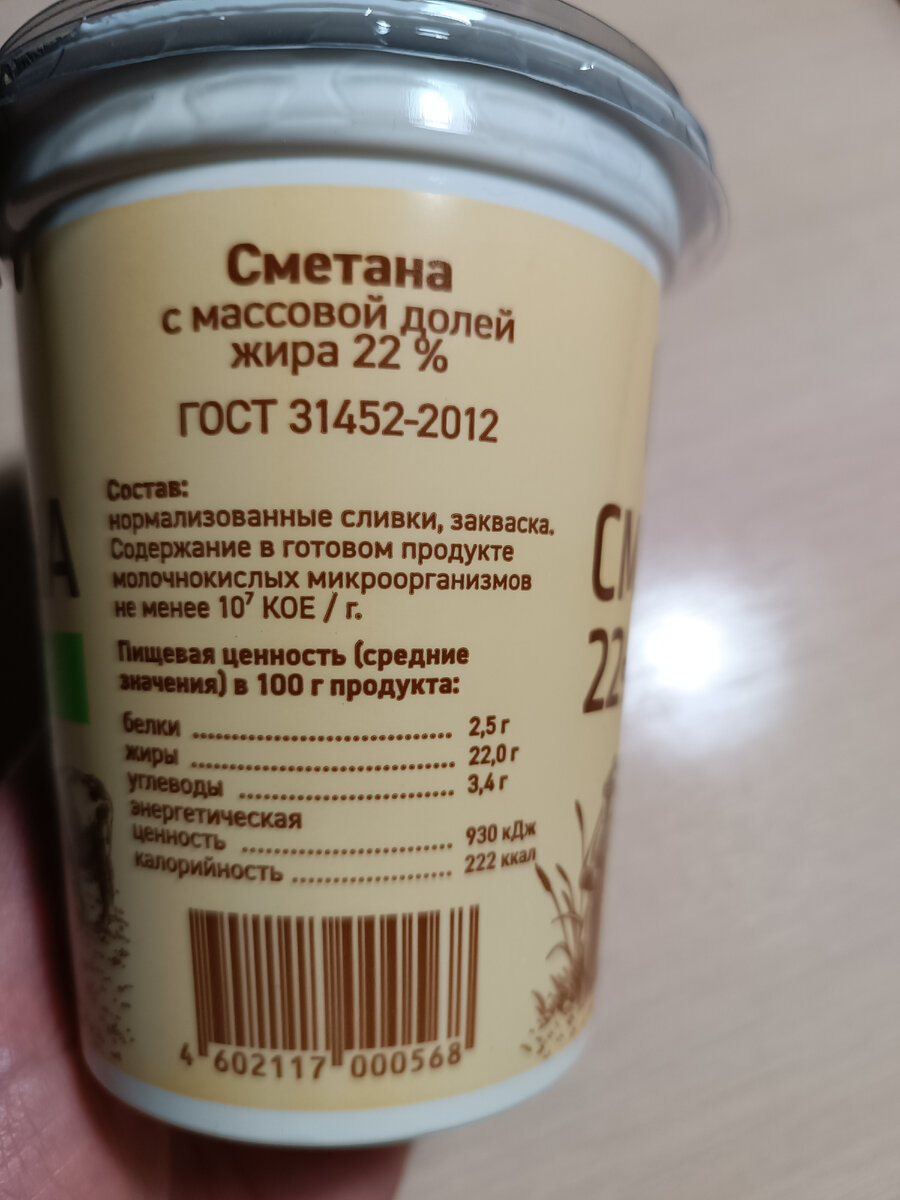 Сметана
с массовой долей
жира 22 %
ГОСТ 31452-2012
Состав:
нормализованные сливки, закваска.
Содержание в готовом продукте
молочнокислых микроорганизмов
не менее 10⁷ КОЕ / г.
Пищевая ценность (средние
значения) в 100 г продукта:
белки ........................................ 2,5 г
жиры ........................................ 22,0 г
углеводы ................................ 3,4 г
энергетическая
ценность ................................ 930 кДж
калорийность ........................ 222 ккал
4 602117 000568
А
СМ
22